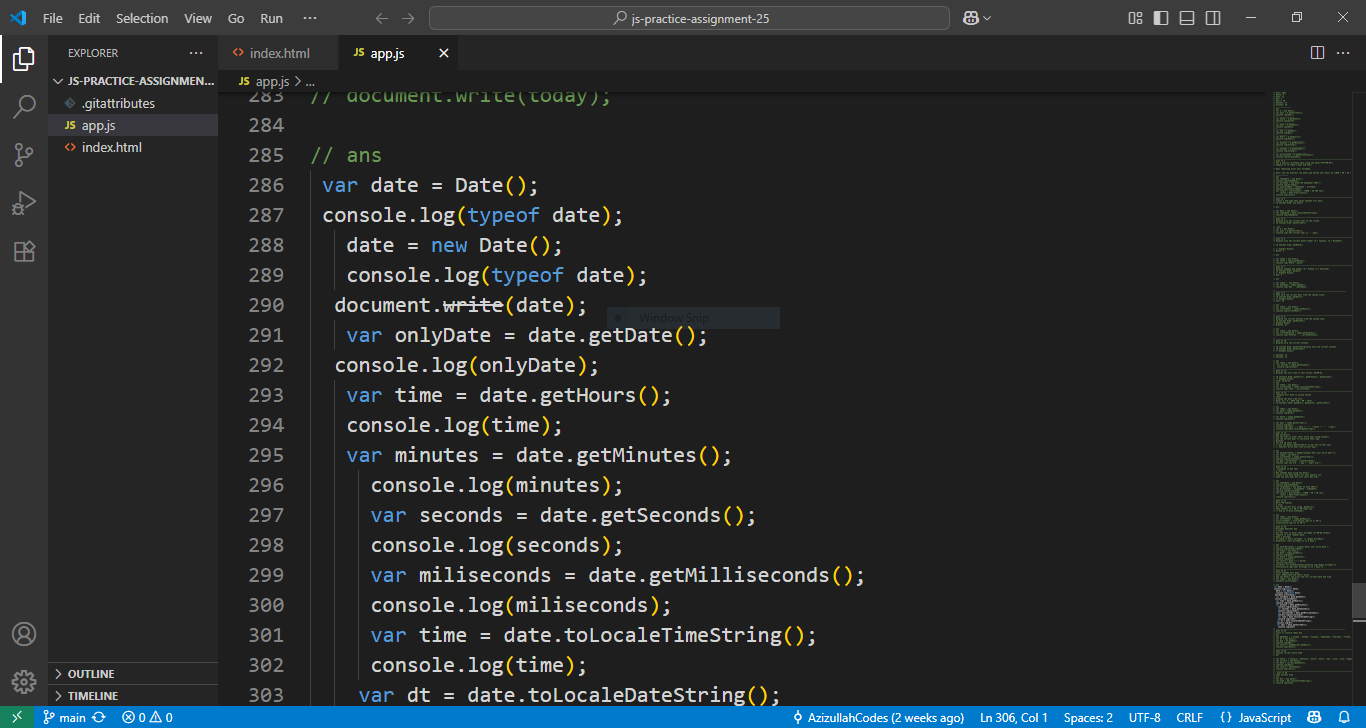 File Edit Selection View Go Run ··· js-practice-assignment-25
EXPLORER ···
JS-PRACTICE-ASSIGNMEN...
.gitattributes
JS app.js
index.html
OUTLINE
TIMELINE
index.html JS app.js
JS app.js > ...
283 // document.write(today);
284
285 // ans
286 var date = Date();
287 console.log(typeof date);
288 date = new Date();
289 console.log(typeof date);
290 document.write(date);
Window Snip
291 var onlyDate = date.getDate();
292 console.log(onlyDate);
293 var time = date.getHours();
294 console.log(time);
295 var minutes = date.getMinutes();
296 console.log(minutes);
297 var seconds = date.getSeconds();
298 console.log(seconds);
299 var miliseconds = date.getMilliseconds();
300 console.log(miliseconds);
301 var time = date.toLocaleTimeString();
302 console.log(time);
303 var dt = date.toLocaleDateString();
main 0 0 AzizullahCodes (2 weeks ago) Ln 306, Col 1 Spaces: 2 UTF-8 CRLF {} JavaScript